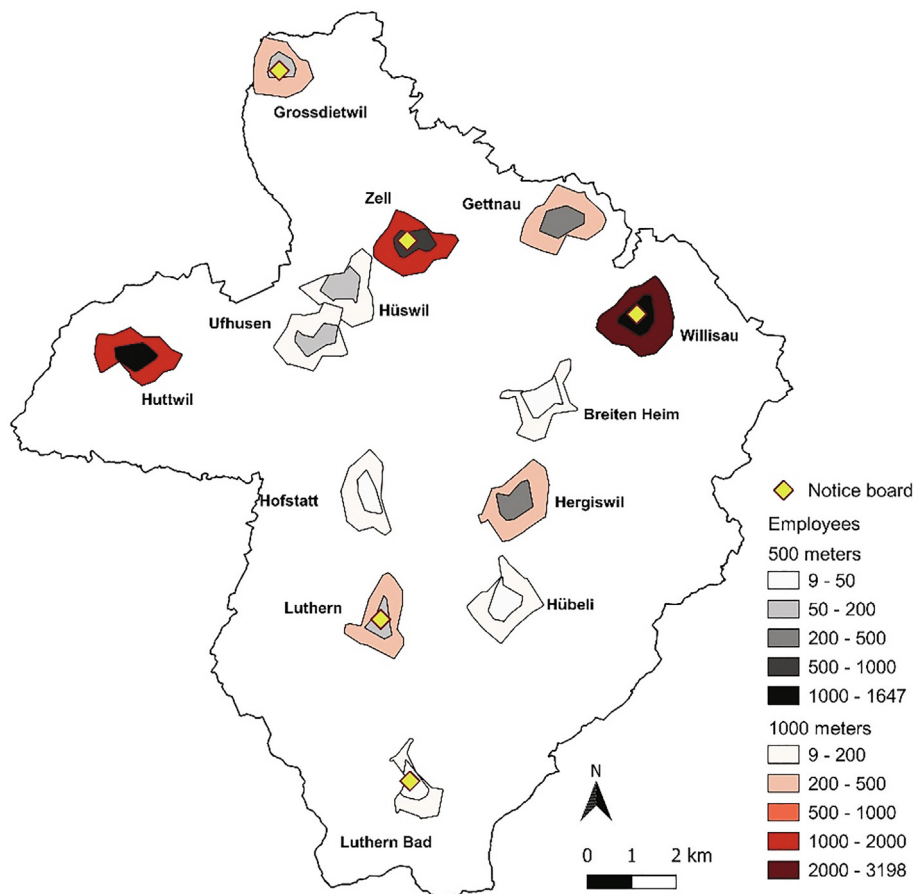 Grossdietwil
Zell
Gettnau
Hüswil
Ufhusen
Willisau
Huttwil
Breiten Heim
Hofstatt
Hergiswil
Luthern
Hübeli
Luthern Bad
Notice board
Employees
500 meters
9 - 50
50 - 200
200 - 500
500 - 1000
1000 - 1647
1000 meters
9 - 200
200 - 500
500 - 1000
1000 - 2000
2000 - 3198
N
0 1 2 km